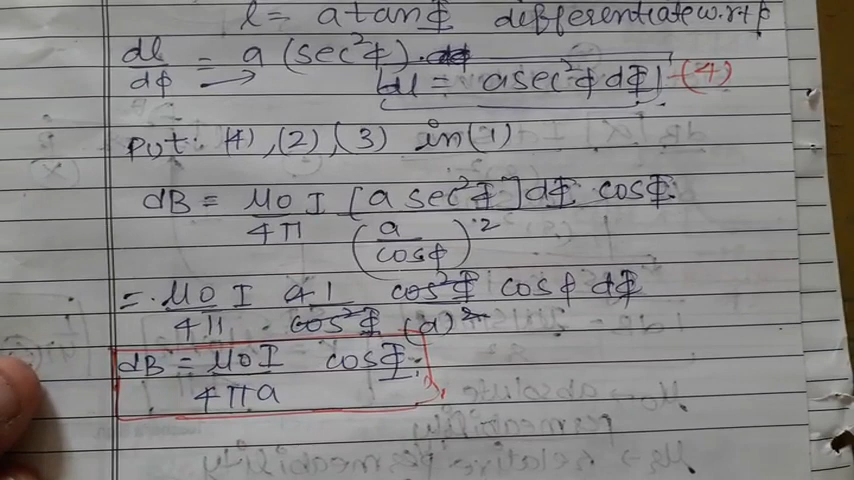 l = a tanΦ differentiate w.r.t ϕ
dl/dϕ = a (sec²ϕ) dl = a sec²ϕ dΦ -(4)
Put (4), (2), (3) in (1)
dB = μ0 I [a sec²Φ] dΦ cosΦ / 4π (a/cosϕ)²
= μ0 I a 1 cos²Φ cosϕ dϕ / 4π cos²Φ (a)²
dB = μ0 I cosΦ / 4πa